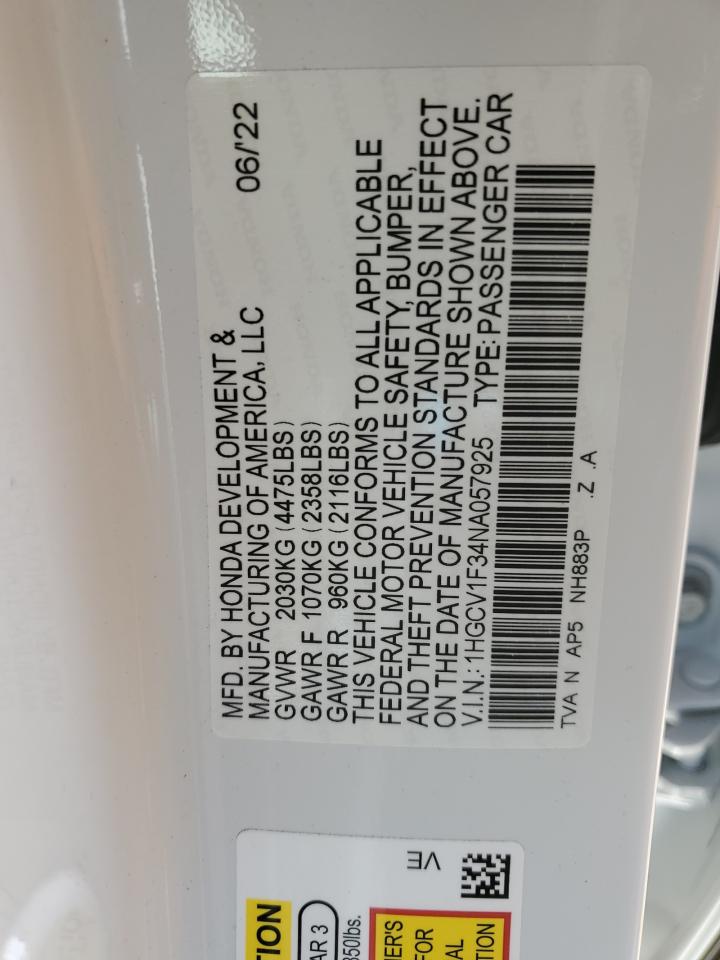 MFD. BY HONDA DEVELOPMENT &
MANUFACTURING OF AMERICA, LLC 06/'22
GVWR 2030KG (4475LBS)
GAWR F 1070KG (2358LBS)
GAWR R 960KG (2116LBS)
THIS VEHICLE CONFORMS TO ALL APPLICABLE
FEDERAL MOTOR VEHICLE SAFETY, BUMPER,
AND THEFT PREVENTION STANDARDS IN EFFECT
ON THE DATE OF MANUFACTURE SHOWN ABOVE.
V.I.N.: 1HGCV1F34NA057925 TYPE: PASSENGER CAR
TVA N AP5 NH883P .Z .A
VE
TION
AR 3
350lbs.
NER'S
FOR
AL
TION